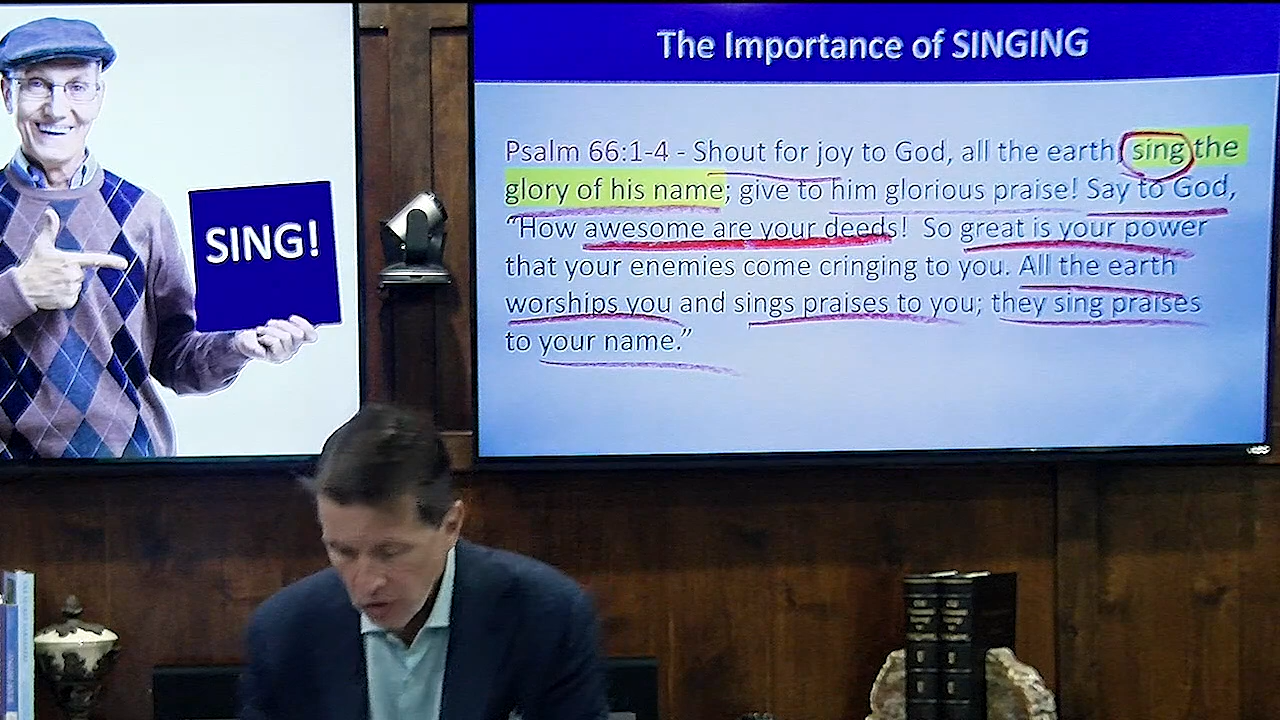 SING!
The Importance of SINGING
Psalm 66:1-4 - Shout for joy to God, all the earth, sing the
glory of his name; give to him glorious praise! Say to God,
“How awesome are your deeds!  So great is your power
that your enemies come cringing to you. All the earth
worships you and sings praises to you; they sing praises
to your name.”